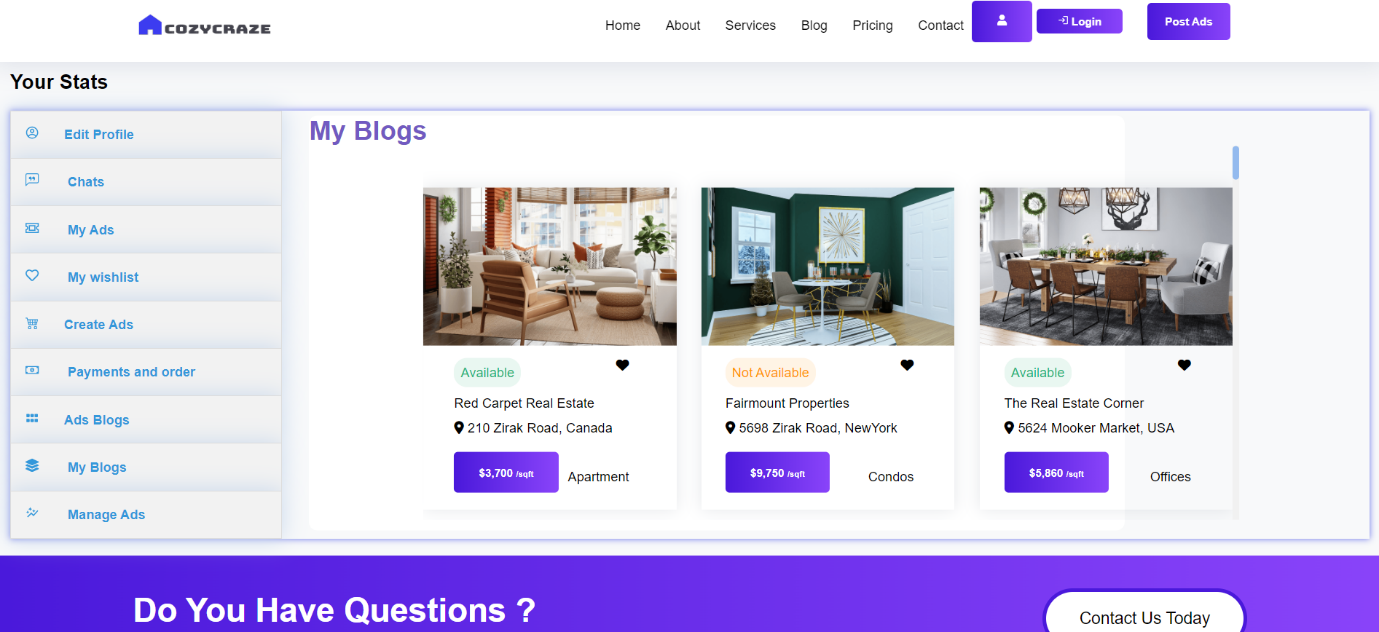 COZYCRAZE
Home About Services Blog Pricing Contact Login Post Ads
Your Stats
Edit Profile
Chats
My Ads
My wishlist
Create Ads
Payments and order
Ads Blogs
My Blogs
Manage Ads
My Blogs
Available
Red Carpet Real Estate
210 Zirak Road, Canada
$3,700 /sqft Apartment
Not Available
Fairmount Properties
5698 Zirak Road, NewYork
$9,750 /sqft Condos
Available
The Real Estate Corner
5624 Mooker Market, USA
$5,860 /sqft Offices
Do You Have Questions ?
Contact Us Today